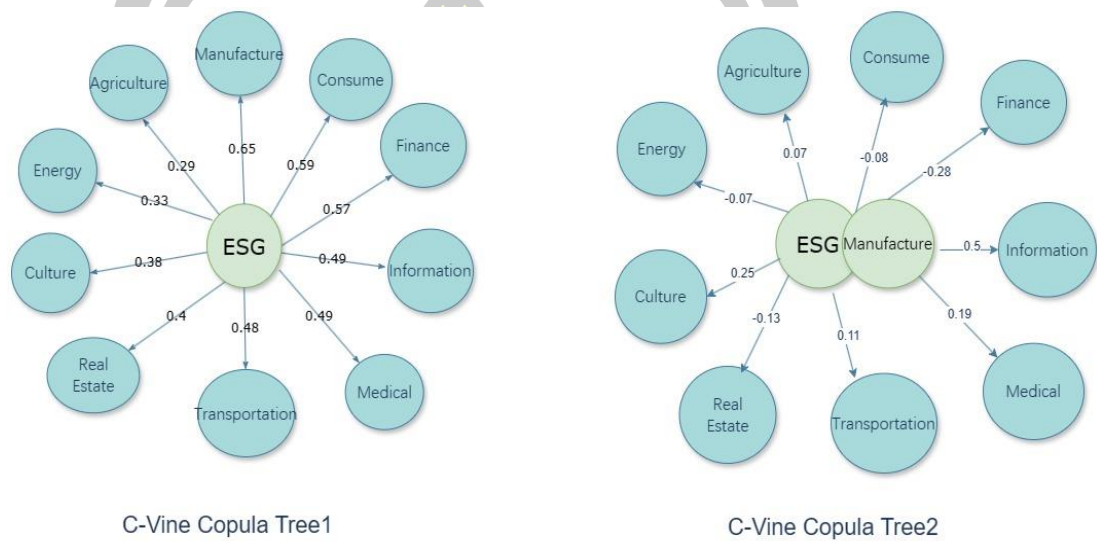 Manufacture
Agriculture
Consume
Finance
Energy
0.65
0.59
0.29
0.33
0.57
ESG
Culture
0.38
0.49
Information
0.4
0.48
0.49
Real
Estate
Transportation
Medical
C-Vine Copula Tree1
Consume
Agriculture
Finance
Energy
0.07
-0.08
-0.28
-0.07
ESG
Manufacture
0.5
Information
Culture
0.25
-0.13
0.11
0.19
Real
Estate
Transportation
Medical
C-Vine Copula Tree2